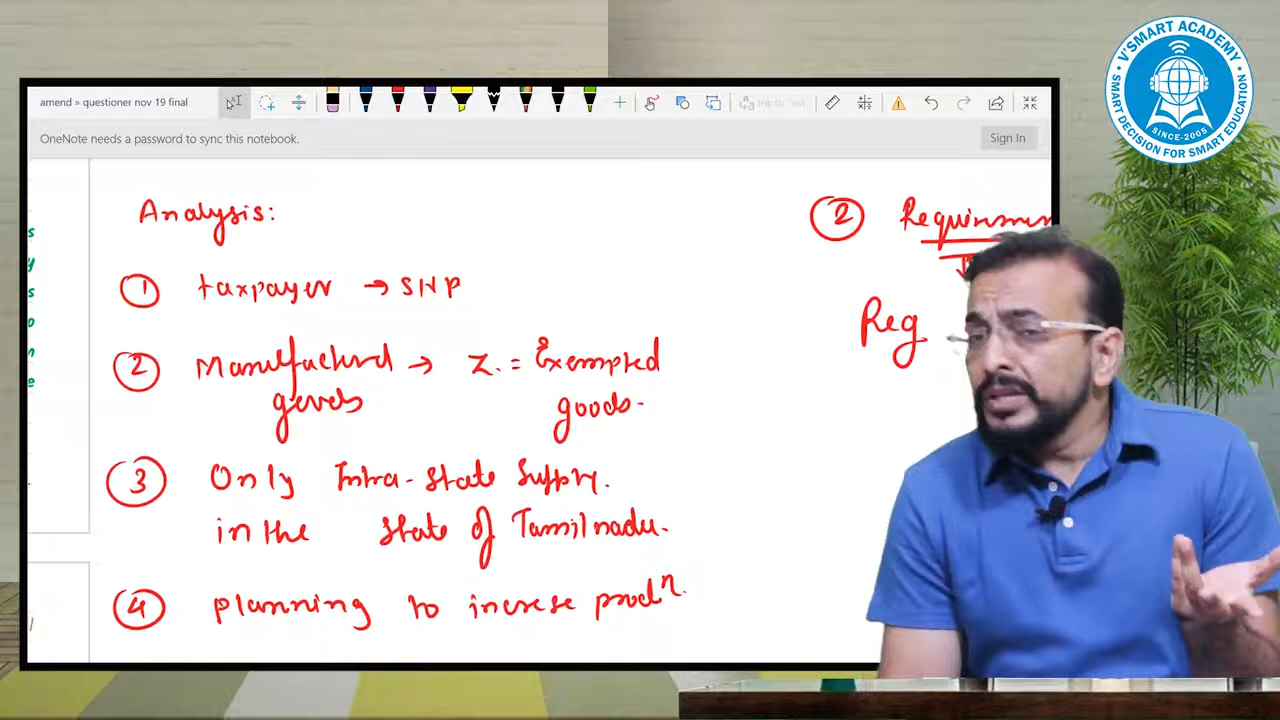 amend » questioner nov 19 final
OneNote needs a password to sync this notebook.
Sign In
Analysis:
① taxpayer → SNP
② Manufactured → Z. = Exempted
goods goods.
③ Only Intra-State Supply.
in the State of Tamilnadu.
④ planning to increse prodn.
②
Reg
V'SMART ACADEMY
SMART DECISION FOR SMART EDUCATION
SINCE-2005
s
y
s
o
n
e